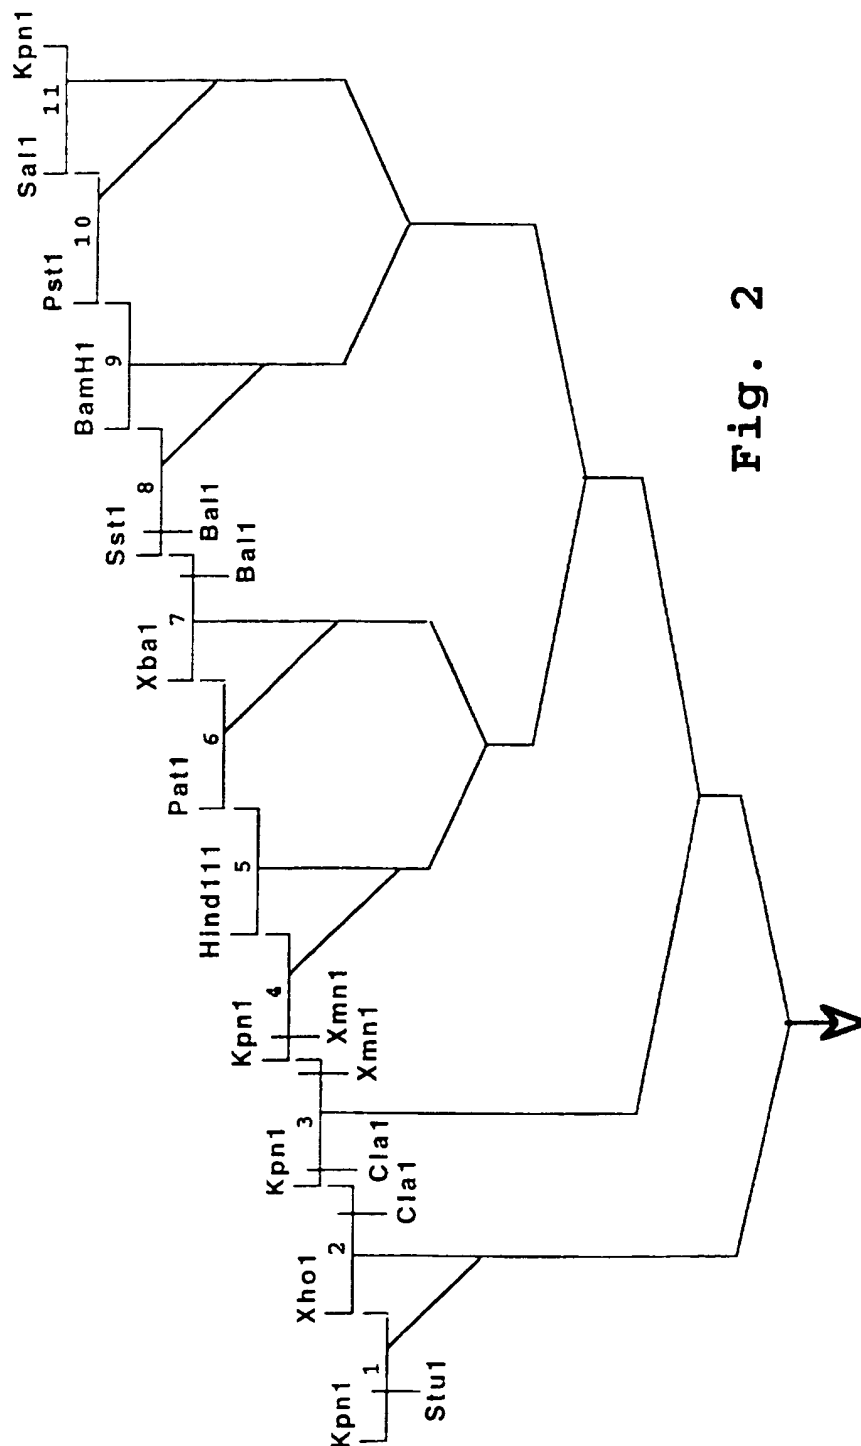 Kpn1
1
Stu1
Xho1
2
Cla1
Kpn1
3
Cla1
Xmn1
Kpn1
4
Xmn1
Hind111
5
Pat1
6
Xba1
7
Bal1
Sst1
8
Bal1
BamH1
9
Pst1
10
Sal1
11
Kpn1
Fig. 2